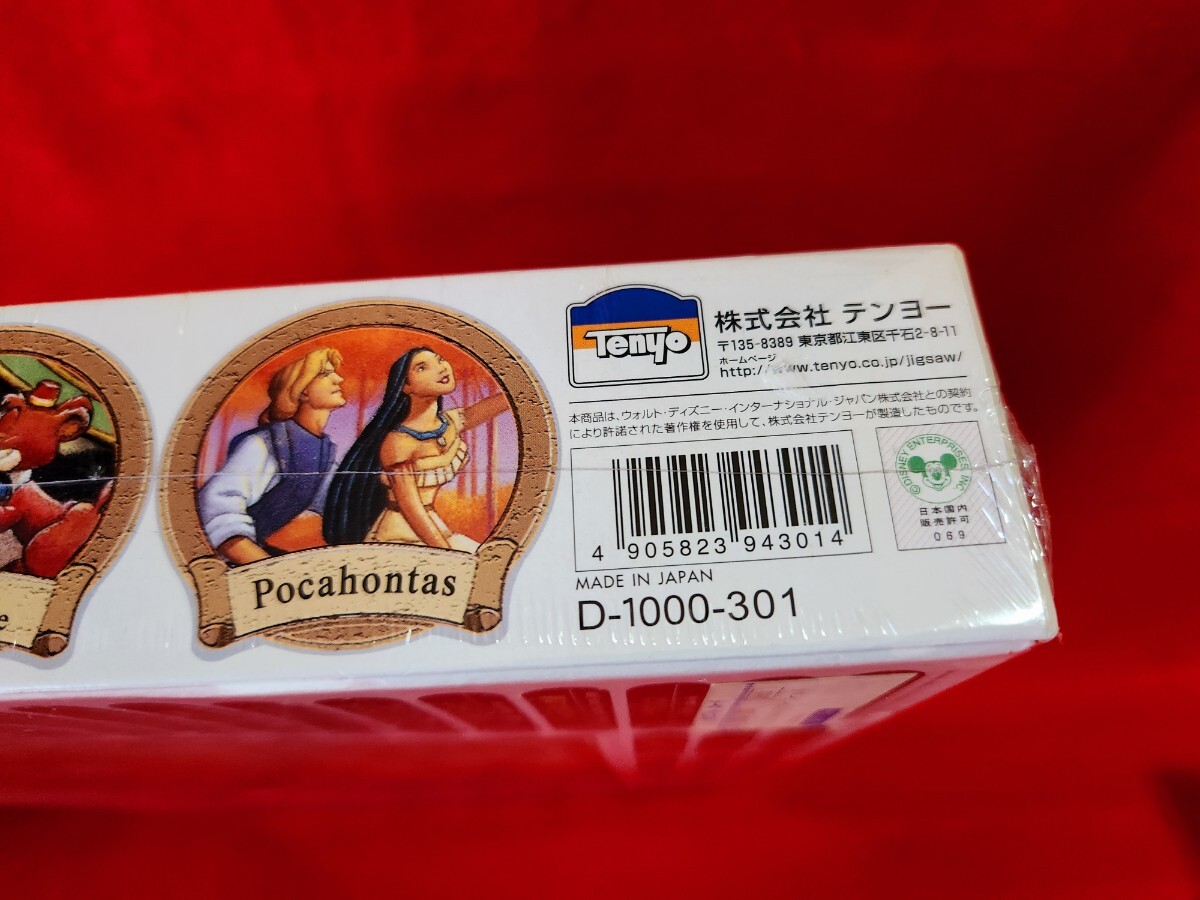 Pocahontas
e
Tenyo
株式会社 テンヨー
〒135-8389 東京都江東区千石2-8-11
ホームページ
http://www.tenyo.co.jp/jigsaw/
本商品は、ウォルト・ディズニー・インターナショナル・ジャパン株式会社との契約
により許諾された著作権を使用して、株式会社テンヨーが製造したものです。
4 905823 943014
MADE IN JAPAN
D-1000-301
©DISNEY ENTERPRISES, INC
日本国内
販売許可
069